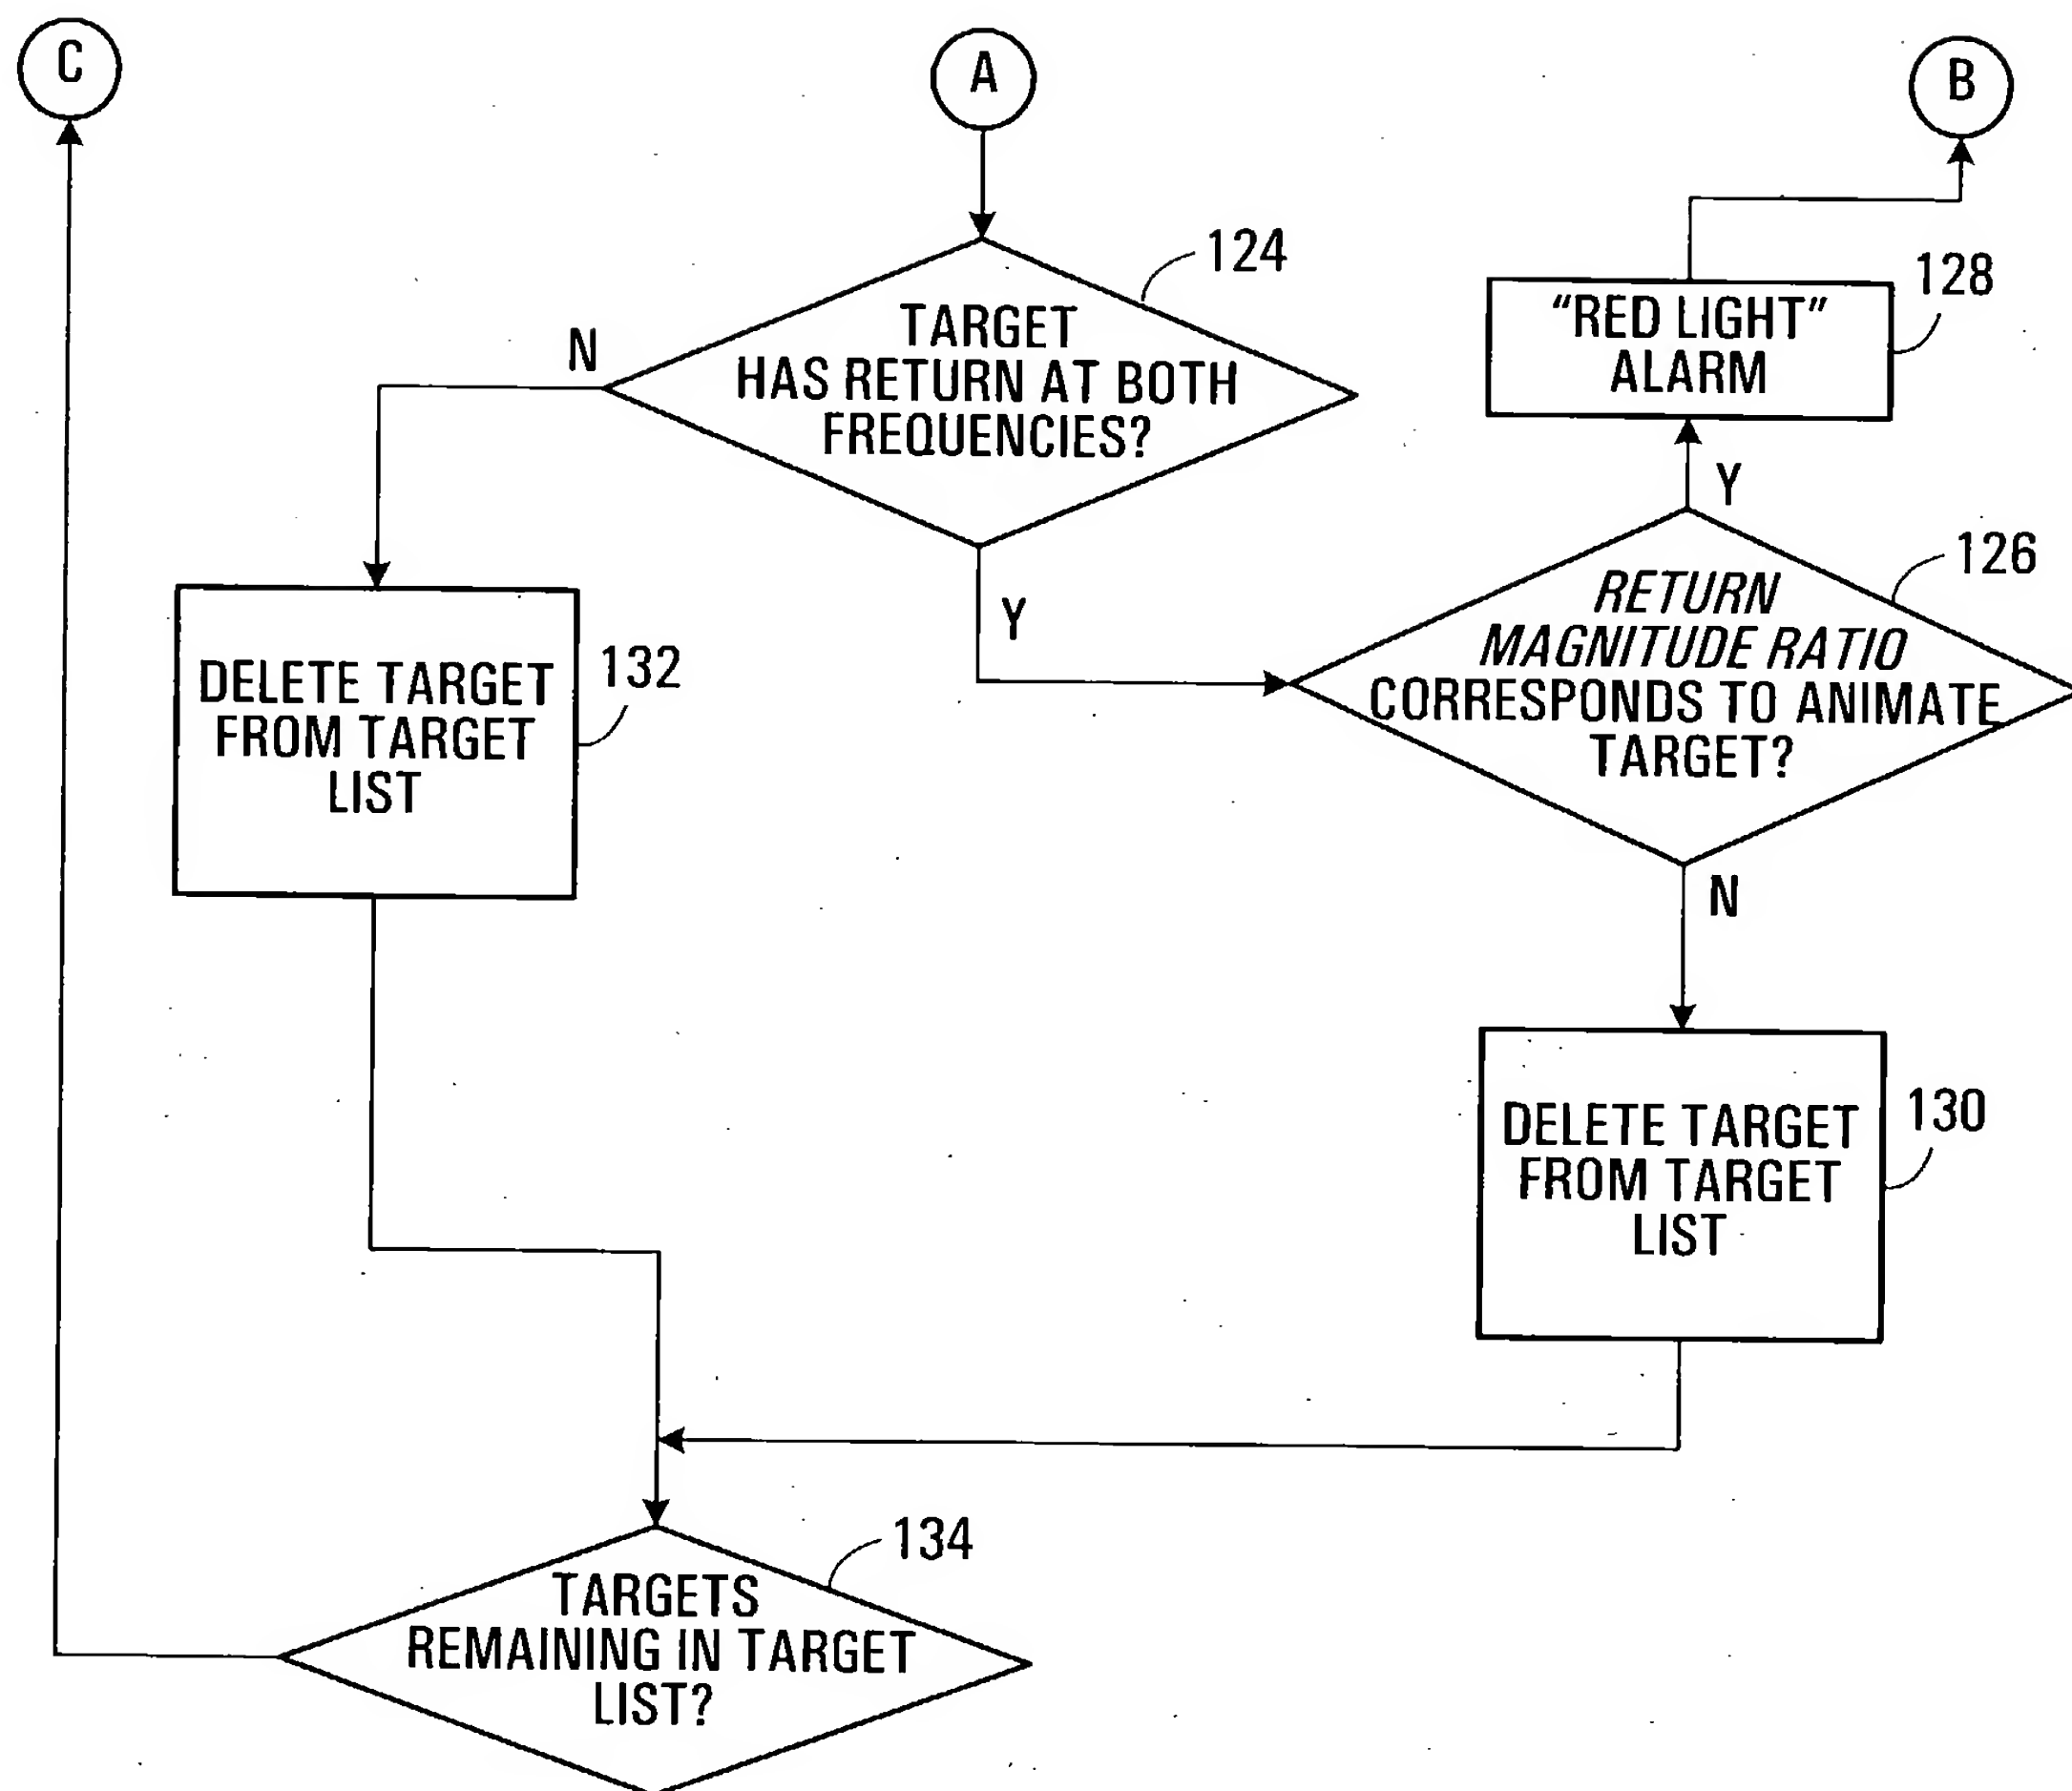 C
A
B
124
TARGET
HAS RETURN AT BOTH
FREQUENCIES?
N
Y
128
"RED LIGHT"
ALARM
Y
126
RETURN
MAGNITUDE RATIO
CORRESPONDS TO ANIMATE
TARGET?
N
132
DELETE TARGET
FROM TARGET
LIST
130
DELETE TARGET
FROM TARGET
LIST
134
TARGETS
REMAINING IN TARGET
LIST?